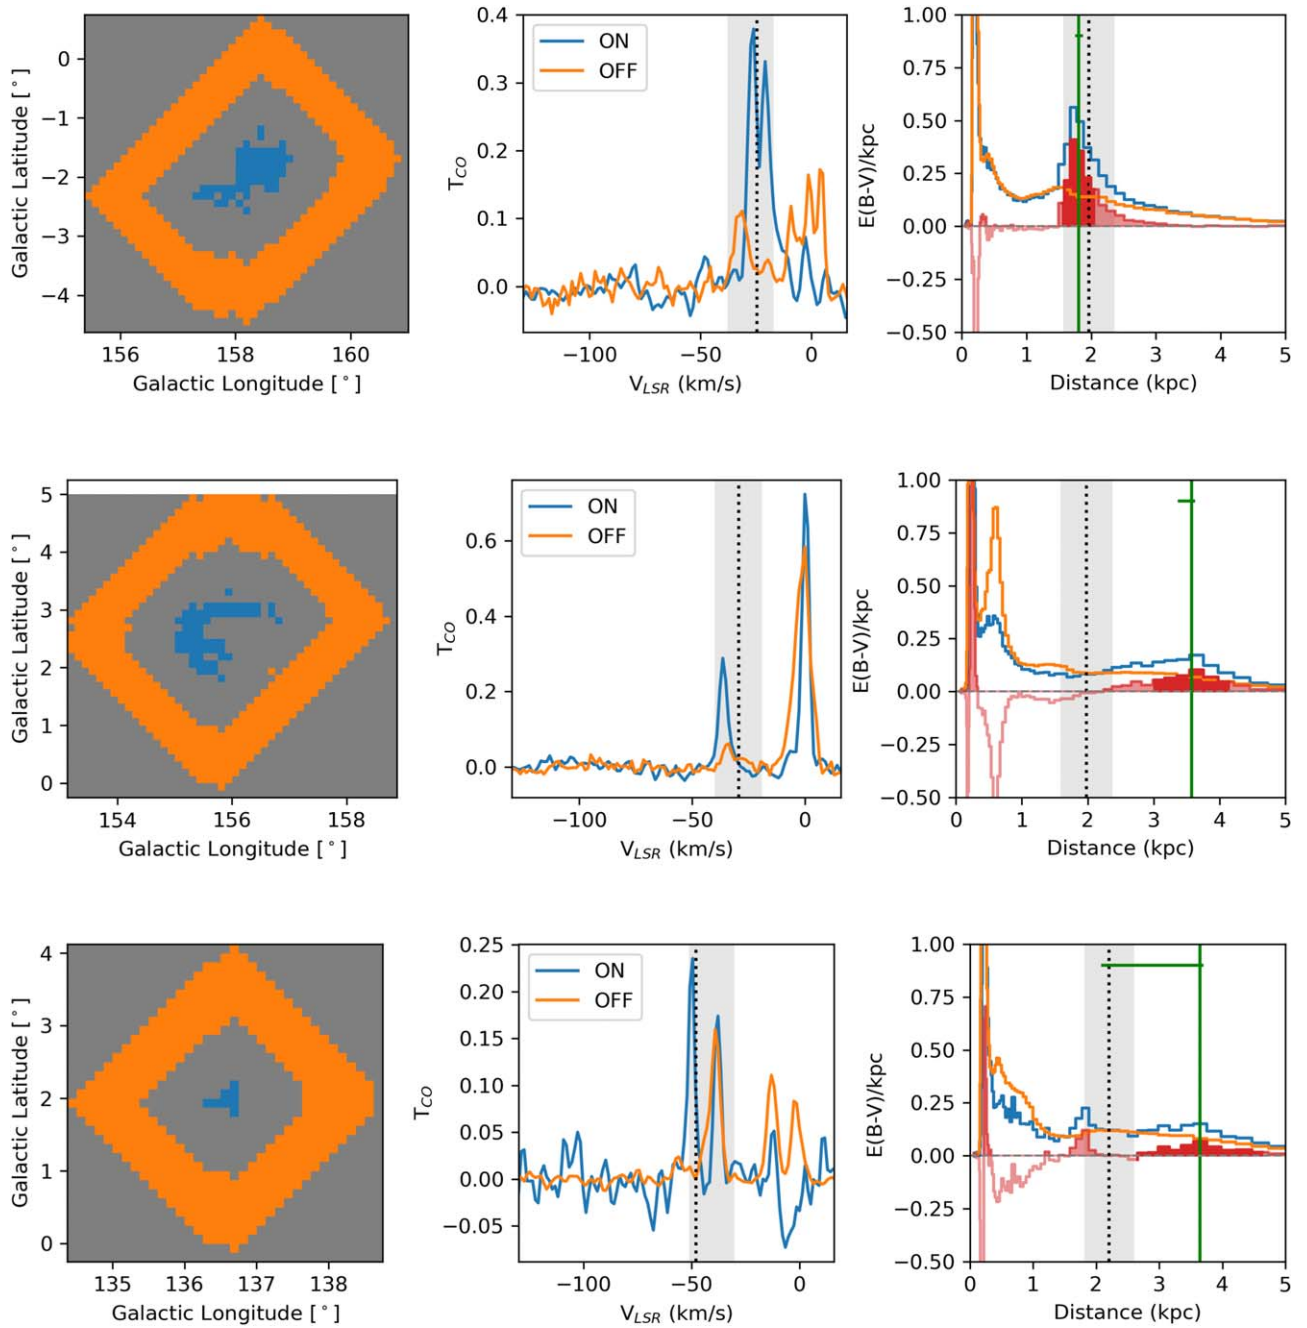 0
−1
−2
−3
−4
Galactic Latitude [°]
156 158 160
Galactic Longitude [°]
0.4
0.3
0.2
0.1
0.0
T_CO
ON
OFF
−100 −50 0
V_LSR (km/s)
1.00
0.75
0.50
0.25
0.00
−0.25
−0.50
E(B-V)/kpc
0 1 2 3 4 5
Distance (kpc)
5
4
3
2
1
0
Galactic Latitude [°]
154 156 158
Galactic Longitude [°]
0.6
0.4
0.2
0.0
T_CO
ON
OFF
−100 −50 0
V_LSR (km/s)
1.00
0.75
0.50
0.25
0.00
−0.25
−0.50
E(B-V)/kpc
0 1 2 3 4 5
Distance (kpc)
4
3
2
1
0
Galactic Latitude [°]
135 136 137 138
Galactic Longitude [°]
0.25
0.20
0.15
0.10
0.05
0.00
−0.05
T_CO
ON
OFF
−100 −50 0
V_LSR (km/s)
1.00
0.75
0.50
0.25
0.00
−0.25
−0.50
E(B-V)/kpc
0 1 2 3 4 5
Distance (kpc)